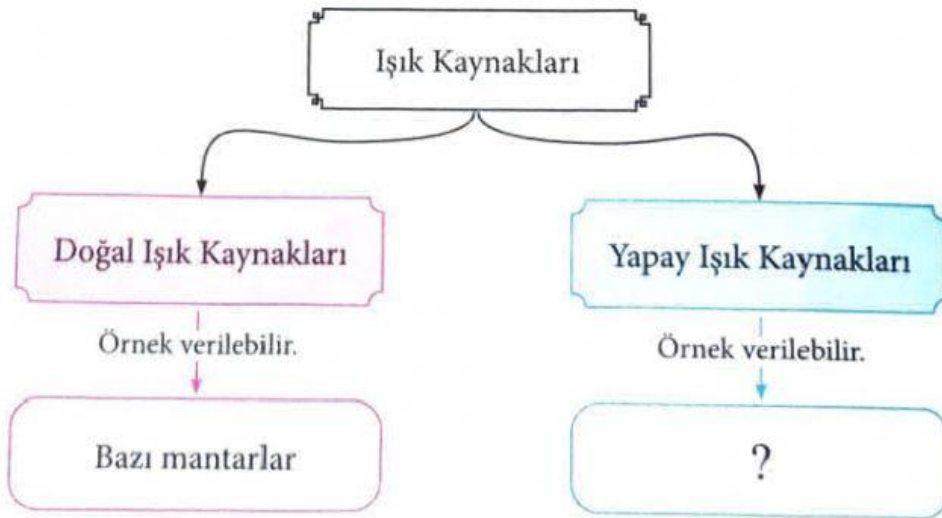 Işık Kaynakları
Doğal Işık Kaynakları
Yapay Işık Kaynakları
Örnek verilebilir.
Örnek verilebilir.
Bazı mantarlar
?